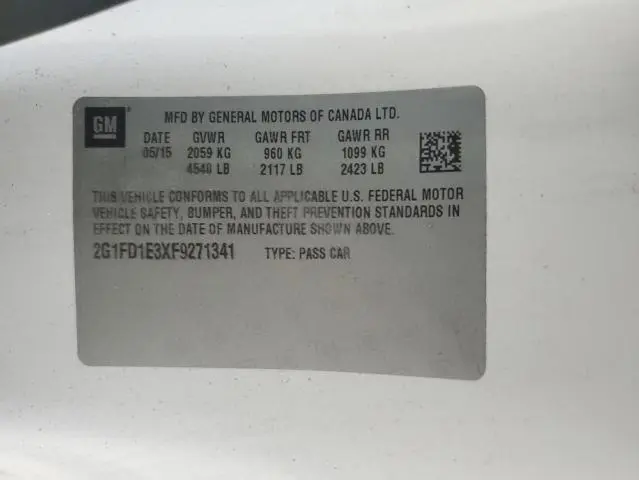 GM
MFD BY GENERAL MOTORS OF CANADA LTD.
DATE GVWR GAWR FRT GAWR RR
05/15 2059 KG 960 KG 1099 KG
4540 LB 2117 LB 2423 LB
THIS VEHICLE CONFORMS TO ALL APPLICABLE U.S. FEDERAL MOTOR
VEHICLE SAFETY, BUMPER, AND THEFT PREVENTION STANDARDS IN
EFFECT ON THE DATE OF MANUFACTURE SHOWN ABOVE.
2G1FD1E3XF9271341 TYPE: PASS CAR